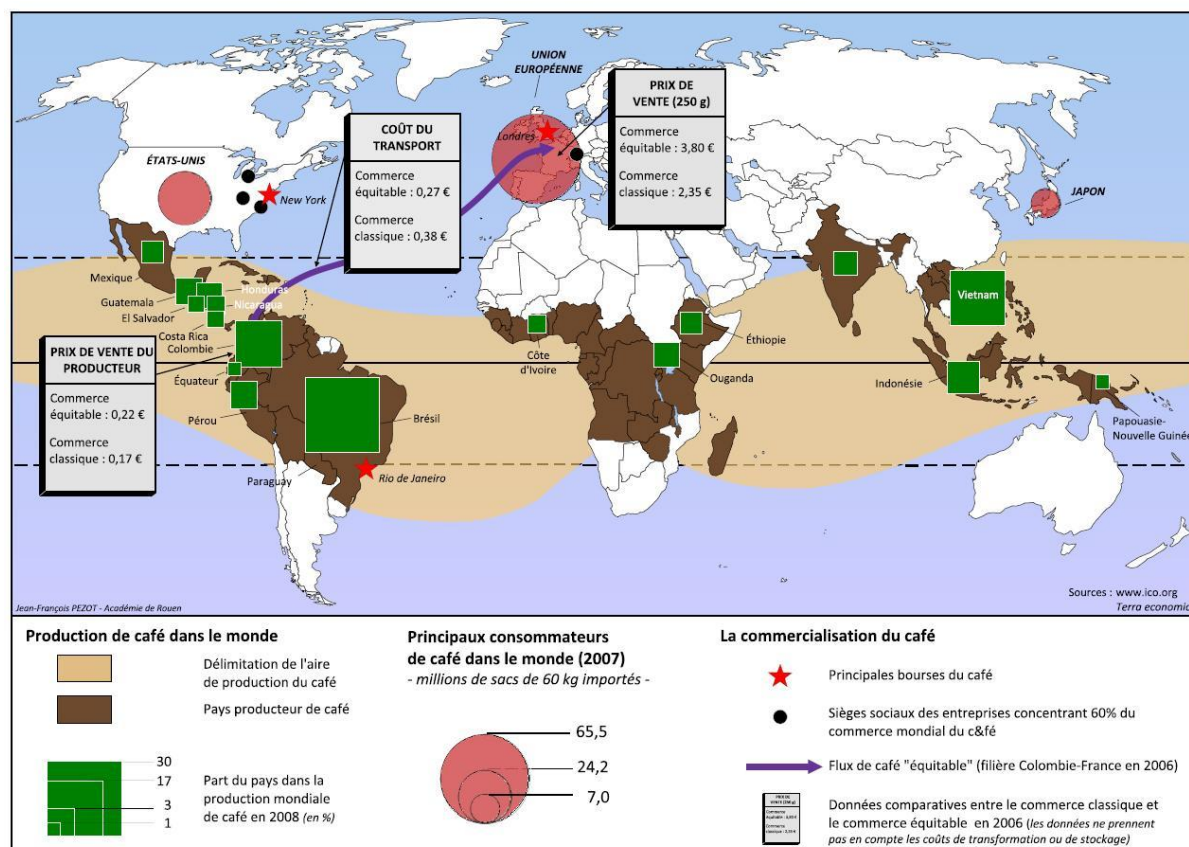 UNION
EUROPÉENNE
PRIX DE
VENTE (250 g)
Commerce
équitable : 3,80 €
Commerce
classique : 2,35 €
COÛT DU
TRANSPORT
Commerce
équitable : 0,27 €
Commerce
classique : 0,38 €
Londres
ÉTATS-UNIS
New York
JAPON
Mexique
Guatemala
Honduras
Nicaragua
El Salvador
Costa Rica
Colombie
Vietnam
PRIX DE VENTE DU
PRODUCTEUR
Commerce
équitable : 0,22 €
Commerce
classique : 0,17 €
Équateur
Pérou
Brésil
Paraguay
Rio de Janeiro
Côte
d'Ivoire
Éthiopie
Ouganda
Indonésie
Papouasie-
Nouvelle Guinée
Jean-François PEZOT - Académie de Rouen
Sources : www.ico.org
Terra economic
Production de café dans le monde
Délimitation de l'aire
de production du café
Pays producteur de café
30
17
3
1
Part du pays dans la
production mondiale
de café en 2008 (en %)
Principaux consommateurs
de café dans le monde (2007)
- millions de sacs de 60 kg importés -
65,5
24,2
7,0
La commercialisation du café
Principales bourses du café
Sièges sociaux des entreprises concentrant 60% du
commerce mondial du c&fé
Flux de café "équitable" (filière Colombie-France en 2006)
PRIX DE
VENTE (250 g)
Commerce
Commerce
Données comparatives entre le commerce classique et
le commerce équitable en 2006 (les données ne prennent
pas en compte les coûts de transformation ou de stockage)